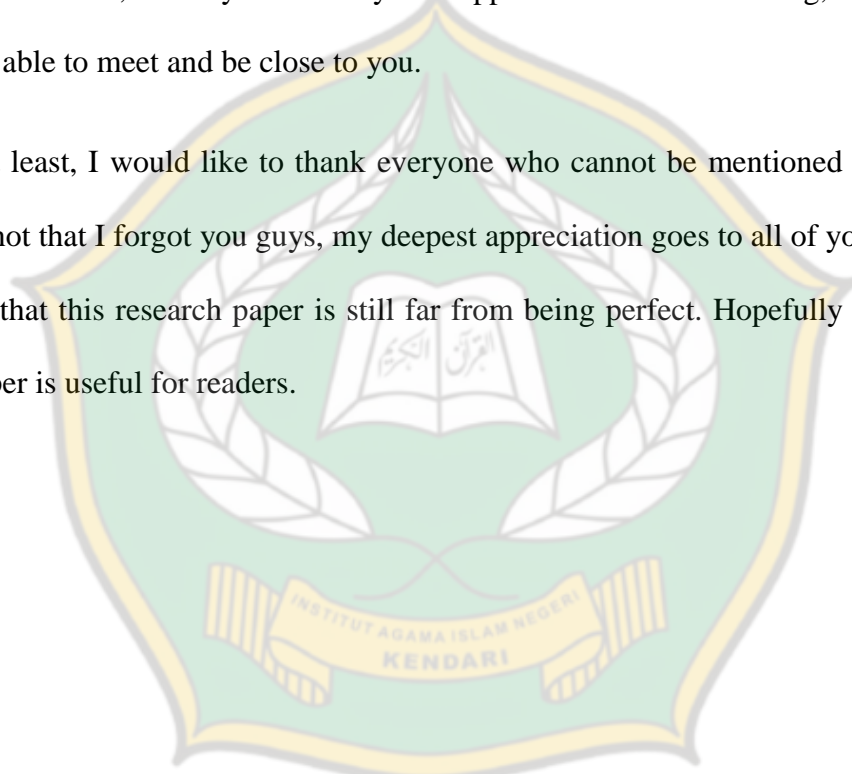 able to meet and be close to you.
least, I would like to thank everyone who cannot be mentioned
not that I forgot you guys, my deepest appreciation goes to all of
that this research paper is still far from being perfect. Hopefully
is useful for readers.
القرآن الكريم
INSTITUT AGAMA ISLAM NEGERI
KENDARI